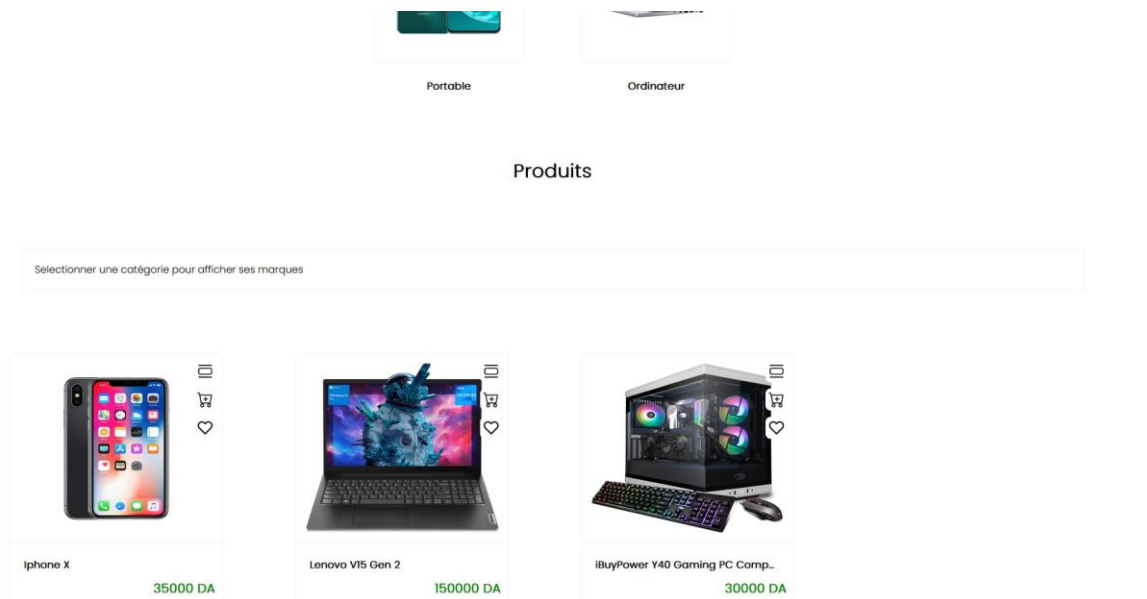 Portable
Ordinateur
Produits
Selectionner une catégorie pour afficher ses marques
Iphone X
35000 DA
Lenovo V15 Gen 2
150000 DA
iBuyPower Y40 Gaming PC Comp...
30000 DA